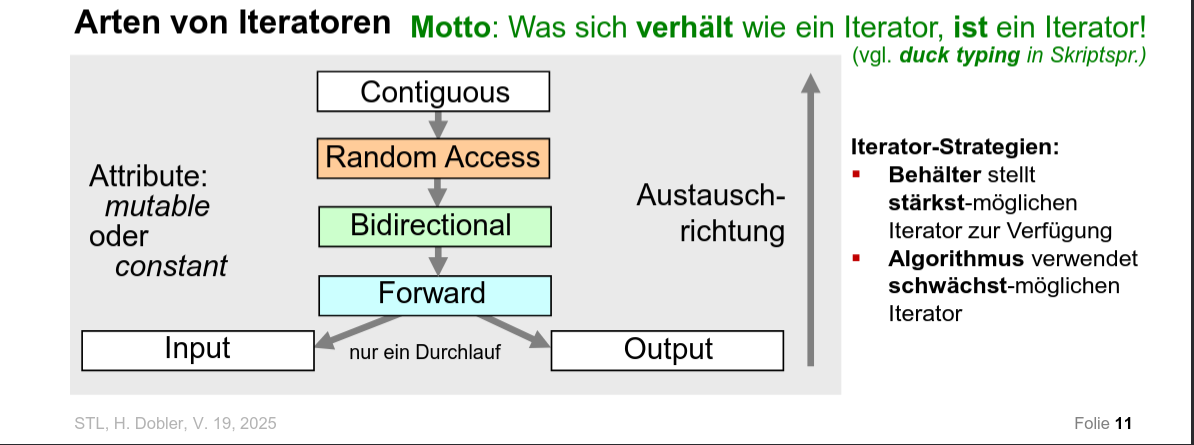 Arten von Iteratoren
Motto: Was sich verhält wie ein Iterator, ist ein Iterator!
(vgl. duck typing in Skriptspr.)
Contiguous
Random Access
Bidirectional
Forward
Input
nur ein Durchlauf
Output
Attribute:
mutable
oder
constant
Austausch-
richtung
Iterator-Strategien:
▪ Behälter stellt
stärkst-möglichen
Iterator zur Verfügung
▪ Algorithmus verwendet
schwächst-möglichen
Iterator
STL, H. Dobler, V. 19, 2025
Folie 11